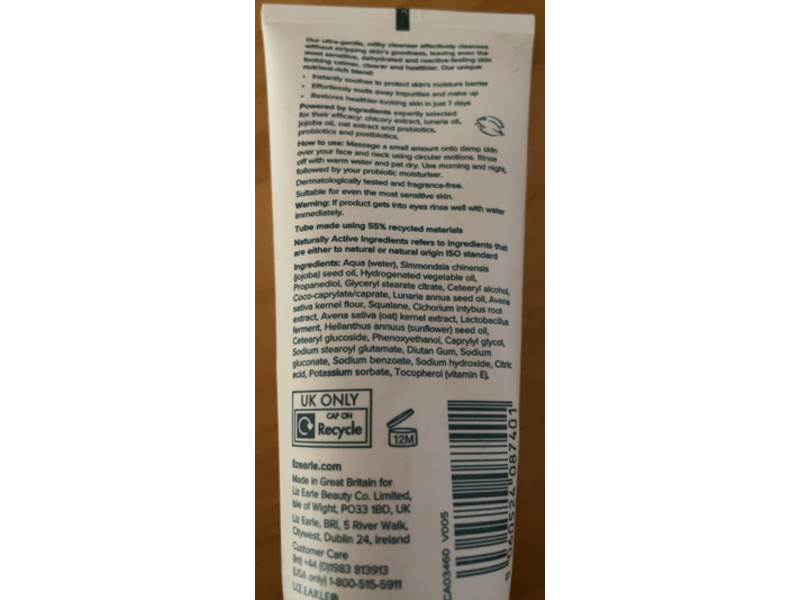 Our ultra-gentle, milky cleanser effectively cleanses
without stripping skin's goodness, leaving even the
most sensitive, dehydrated and reactive-feeling skin
looking calmer, clearer and healthier. Our unique
nutrient-rich blend:
• Instantly soothes to protect skin's moisture barrier
• Effortlessly melts away impurities and make up
• Restores healthier-looking skin in just 7 days
Powered by ingredients expertly selected
for their efficacy: chicory extract, lunaria oil,
jojoba oil, oat extract and prebiotics,
probiotics and postbiotics.
How to use: Massage a small amount onto damp skin
over your face and neck using circular motions. Rinse
off with warm water and pat dry. Use morning and night,
followed by your probiotic moisturiser.
Dermatologically tested and fragrance-free.
Suitable for even the most sensitive skin.
Warning: If product gets into eyes rinse well with water
immediately.
Tube made using 55% recycled materials
Naturally Active Ingredients refers to ingredients that
are either to natural or natural origin ISO standard
Ingredients: Aqua (water), Simmondsia chinensis
(jojoba) seed oil, Hydrogenated vegetable oil,
Propanediol, Glyceryl stearate citrate, Cetearyl alcohol,
Coco-caprylate/caprate, Lunaria annua seed oil, Avena
sativa kernel flour, Squalane, Cichorium intybus root
extract, Avena sativa (oat) kernel extract, Lactobacillus
ferment, Helianthus annuus (sunflower) seed oil,
Cetearyl glucoside, Phenoxyethanol, Caprylyl glycol,
Sodium stearoyl glutamate, Diutan Gum, Sodium
gluconate, Sodium benzoate, Sodium hydroxide, Citric
acid, Potassium sorbate, Tocopherol (vitamin E).
UK ONLY
CAP ON
Recycle
12M
lizearle.com
Made in Great Britain for
Liz Earle Beauty Co. Limited,
Isle of Wight, PO33 1BD, UK
Liz Earle, BRI, 5 River Walk,
Citywest, Dublin 24, Ireland
Customer Care
(Int) +44 (0)1983 813913
(USA only) 1-800-515-5911
LIZ EARLE
CA03460 V005
5 060524 087401